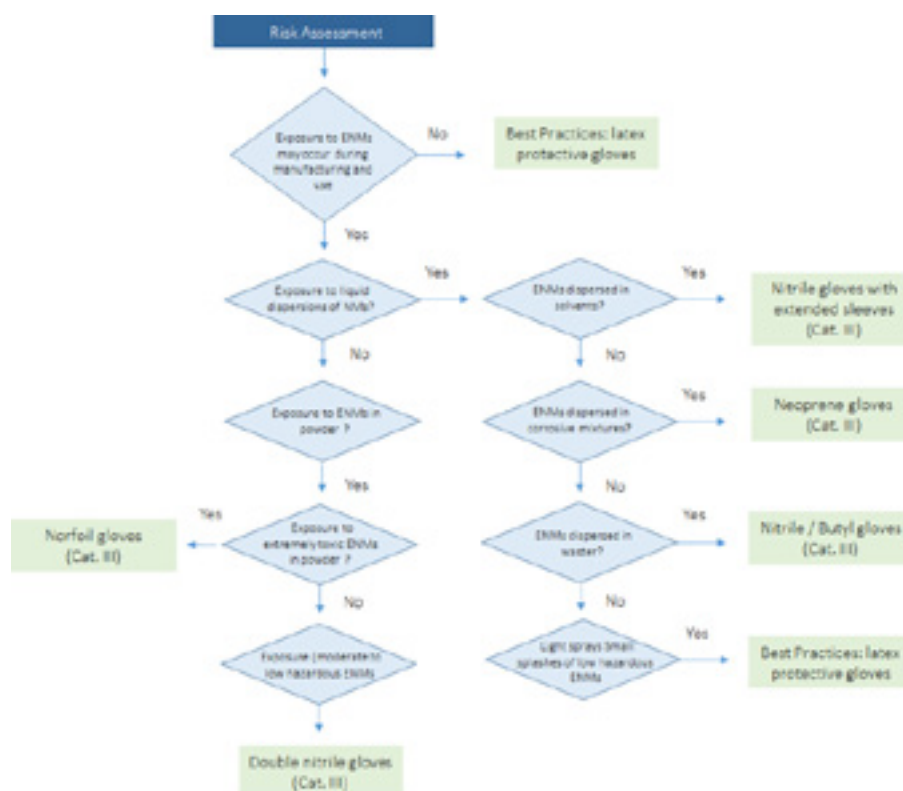 Risk Assessment
Exposure to ENMs
may occur during
manufacturing and
use
No
Best Practices: latex
protective gloves
Yes
Exposure to liquid
dispersions of NMs?
Yes
ENMs dispersed in
solvents?
Yes
Nitrile gloves with
extended sleeves
(Cat. III)
No
No
Exposure to ENMs in
powder ?
ENMs dispersed in
corrosive mixtures?
Yes
Neoprene gloves
(Cat. III)
Yes
No
Norfoil gloves
(Cat. III)
Yes
Exposure to
extremely toxic ENMs
in powder ?
ENMs dispersed in
Yes
Nitrile / Butyl gloves
(Cat. III)
No
No
Exposure (moderate to
low hazardous ENMs
Light sprays small
splashes of low hazardous
ENMs
Yes
Best Practices: latex
protective gloves
Double nitrile gloves
(Cat. III)